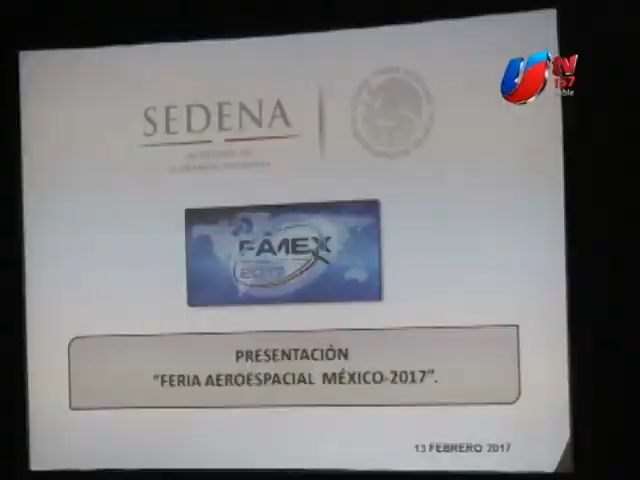 SEDENA
FAMEX
2017
PRESENTACIÓN
"FERIA AEROESPACIAL MÉXICO-2017".
13 FEBRERO 2017